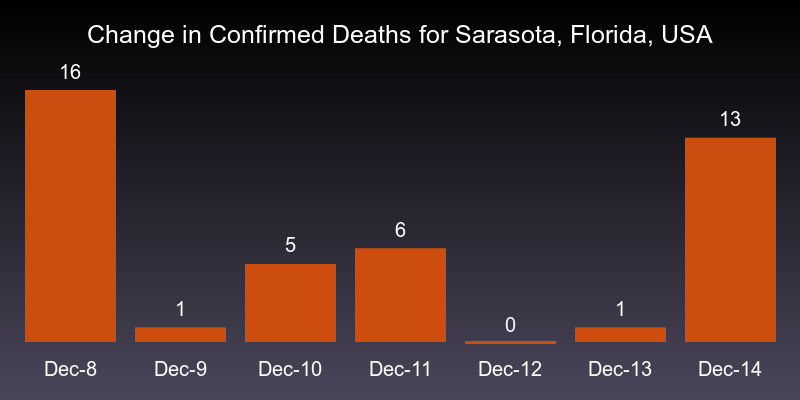 Change in Confirmed Deaths for Sarasota, Florida, USA
16
1
5
6
0
1
13
Dec-8
Dec-9
Dec-10
Dec-11
Dec-12
Dec-13
Dec-14